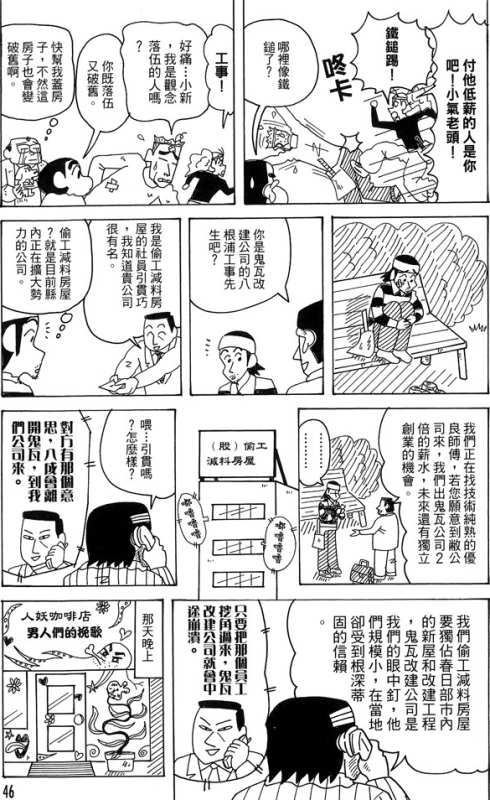 付他低薪的人是你
吧！小氣老頭！
鐵鎚踢！
咚卡
哪裡像鐵
鎚了？
工事！
好痛…小新
，我是觀念
落伍的人嗎
？
你既落伍
又破舊。
快幫我蓋房
子，不然這
房子也會變
破舊啊。
你是鬼瓦改
建公司的八
根浦工事先
生吧？
我是偷工減料房
屋的社員引貫巧
，我知道貴公司
很有名。
偷工減料房屋
？就是目前縣
內正在擴大勢
力的公司。
我們正在找技術純熟的優
良師傅，若您願意到敝公
司來，我們出鬼瓦公司2
倍的薪水，未來還有獨立
創業的機會。
………
（股）偷工
減料房屋
嘟嚕嚕嚕
嘟嚕嚕嚕
喂…引貫嗎
？怎麼樣？
對方有那個意
思，八成會離
開鬼瓦，到我
們公司來。
我們偷工減料房屋
要獨佔春日部市內
的新屋和改建工程
，鬼瓦改建公司是
我們的眼中釘，他
們規模小，在當地
卻受到根深蒂
固的信賴
。
只要把那個員工
挖角過來，鬼瓦
改建公司就會中
途崩潰。
那天晚上
人妖咖啡店
男人們的挽歌
46